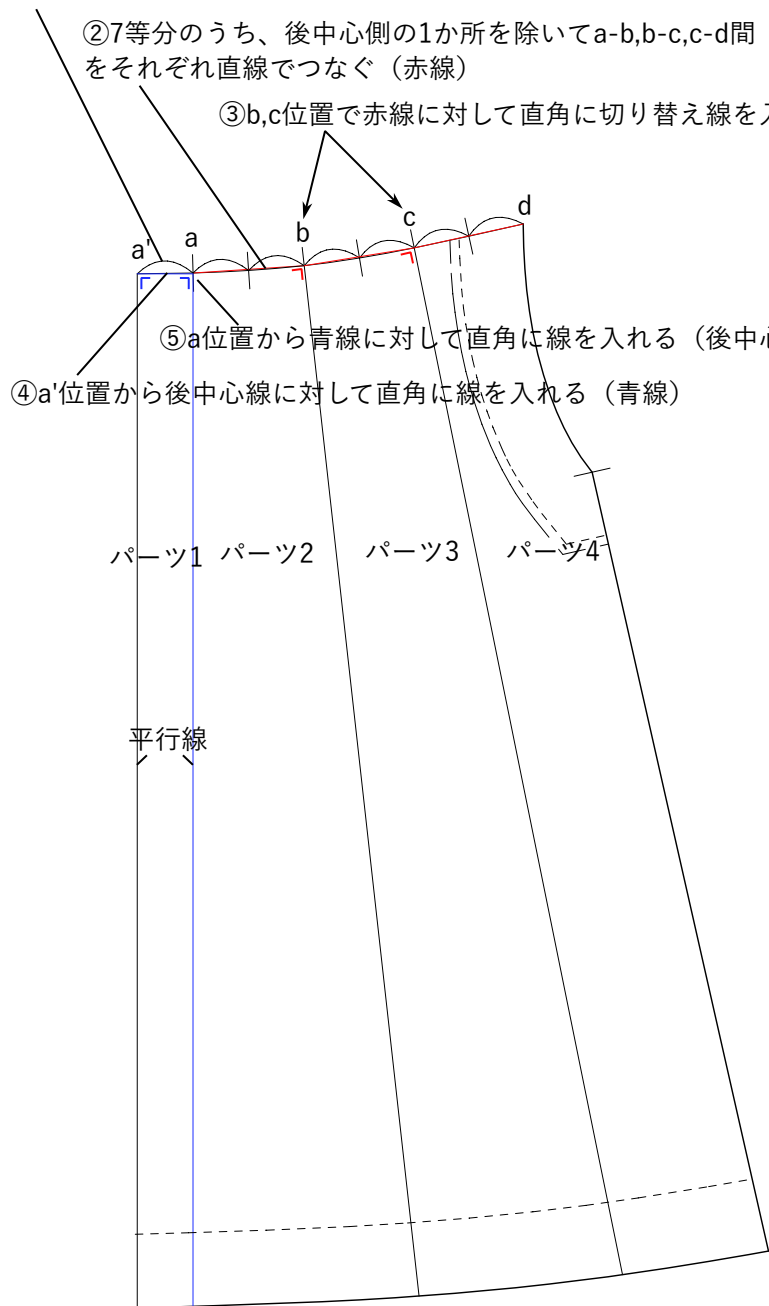 ②7等分のうち、後中心側の1か所を除いてa-b,b-c,c-d間
をそれぞれ直線でつなぐ（赤線）
③b,c位置で赤線に対して直角に切り替え線を
a' a b c d
⑤a位置から青線に対して直角に線を入れる（後中心
④a'位置から後中心線に対して直角に線を入れる（青線）
パーツ1 パーツ2 パーツ3 パーツ4
平行線